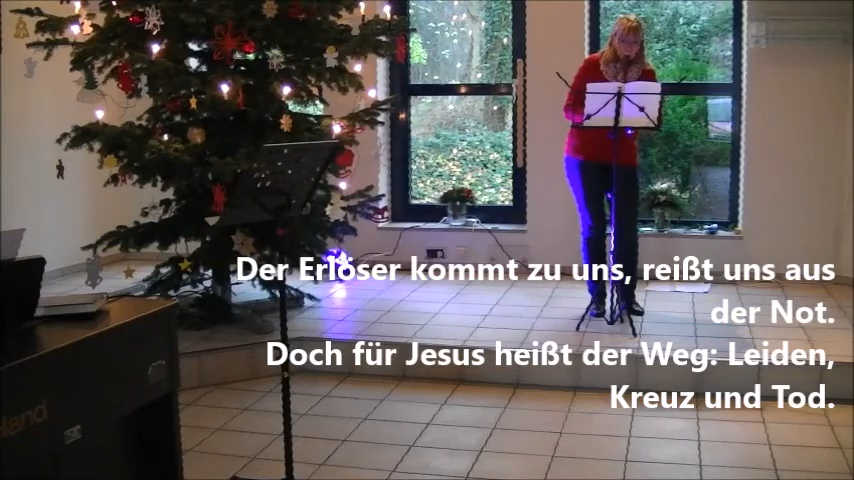 Der Erlöser kommt zu uns, reißt uns aus
der Not.
Doch für Jesus heißt der Weg: Leiden,
Kreuz und Tod.